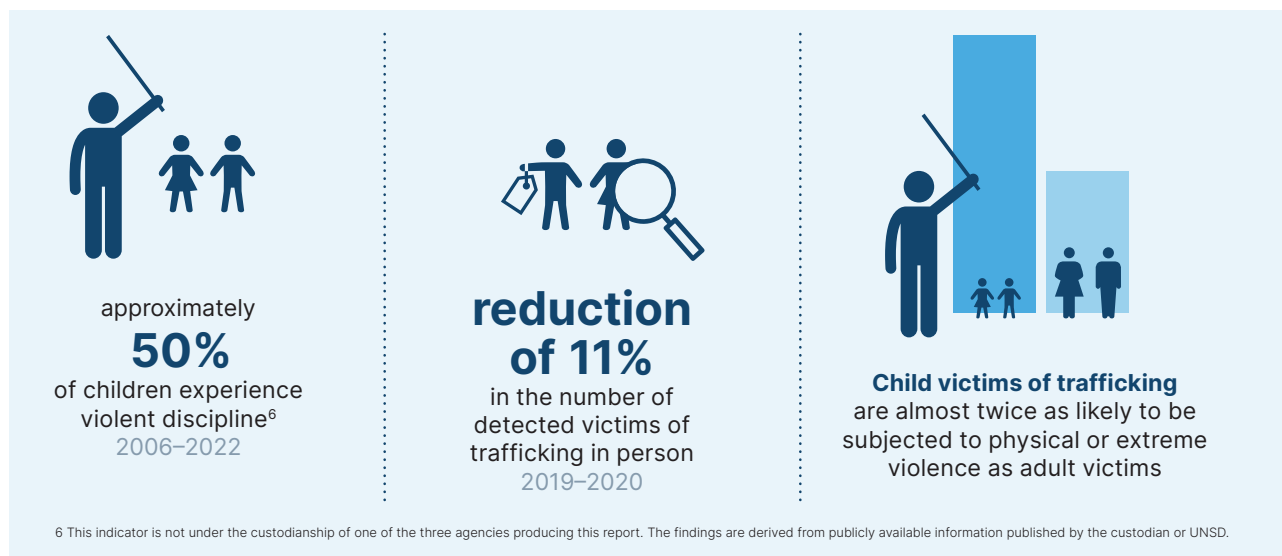 approximately
50%
of children experience
violent discipline⁶
2006–2022
reduction
of 11%
in the number of
detected victims of
trafficking in person
2019–2020
Child victims of trafficking
are almost twice as likely to be
subjected to physical or extreme
violence as adult victims
6 This indicator is not under the custodianship of one of the three agencies producing this report. The findings are derived from publicly available information published by the custodian or UNSD.